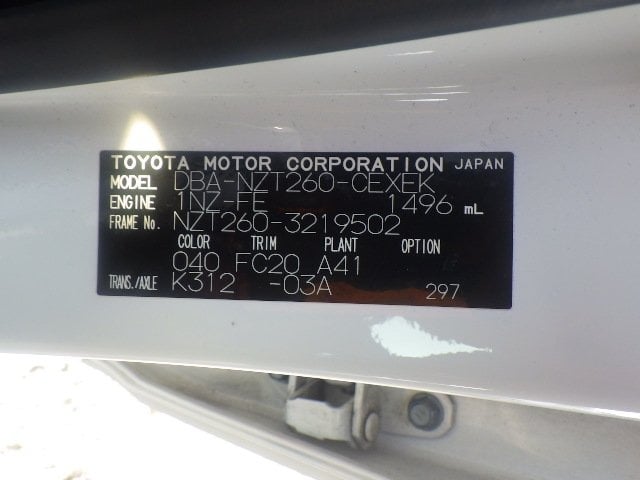 TOYOTA MOTOR CORPORATION JAPAN
MODEL DBA-NZT260-CEXEK
ENGINE 1NZ-FE 1496 mL
FRAME No. NZT260-3219502
COLOR TRIM PLANT OPTION
040 FC20 A41
TRANS./AXLE K312 -03A 297